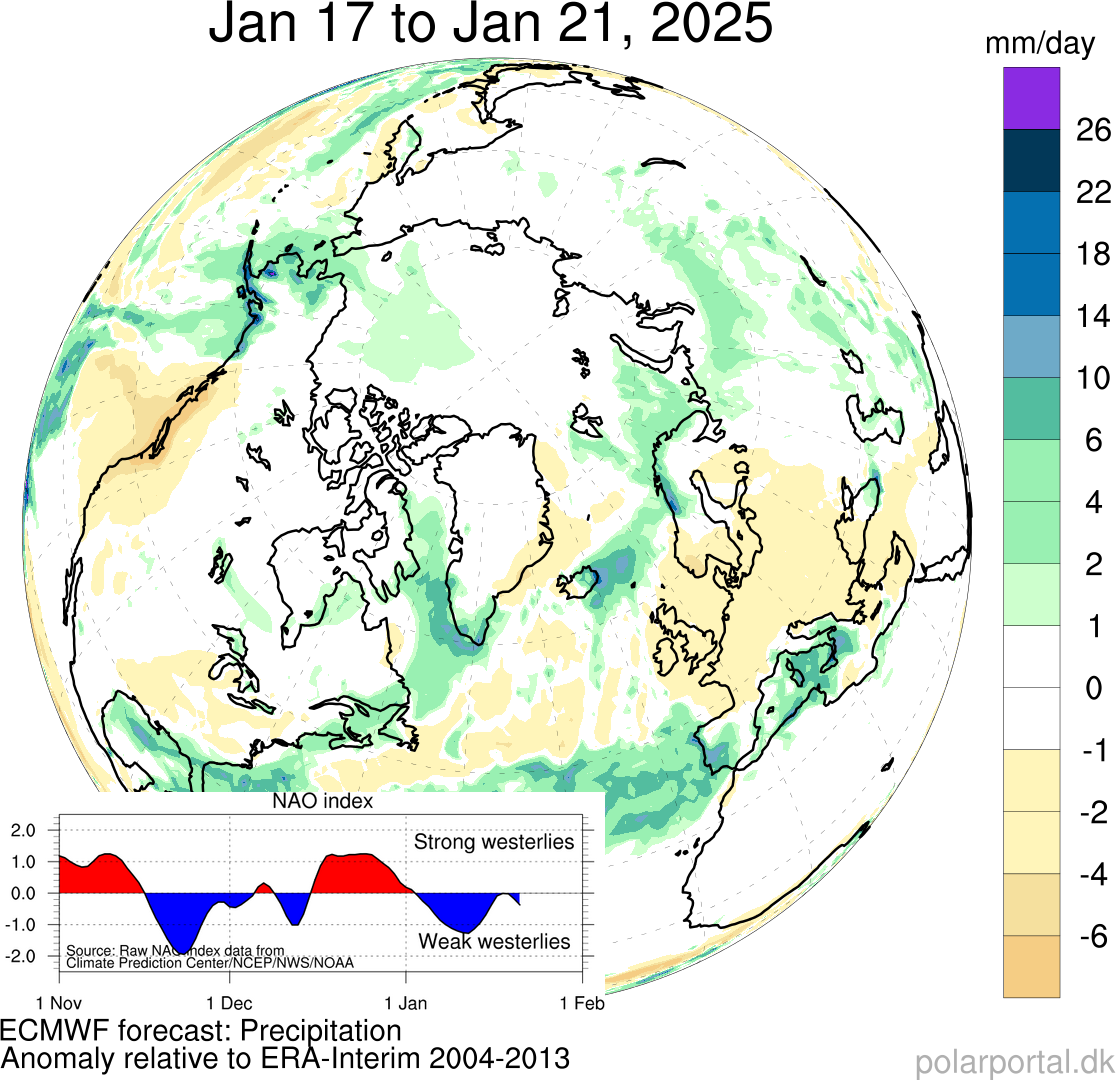 Jan 17 to Jan 21, 2025
mm/day
26
22
18
14
10
6
4
2
1
0
-1
-2
-4
-6
NAO index
2.0
1.0
0.0
-1.0
-2.0
Strong westerlies
Weak westerlies
Source: Raw NAO index data from
Climate Prediction Center/NCEP/NWS/NOAA
1 Nov 1 Dec 1 Jan 1 Feb
ECMWF forecast: Precipitation
Anomaly relative to ERA-Interim 2004-2013
polarportal.dk